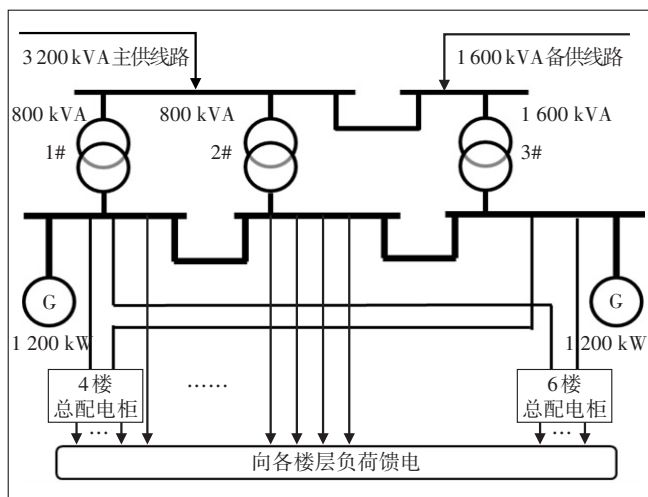 3 200 kVA主供线路
1 600 kVA备供线路
800 kVA
800 kVA
1 600 kVA
1#
2#
3#
G
G
1 200 kW
1 200 kW
4楼
总配电柜
……
6楼
总配电柜
…
…
向各楼层负荷馈电